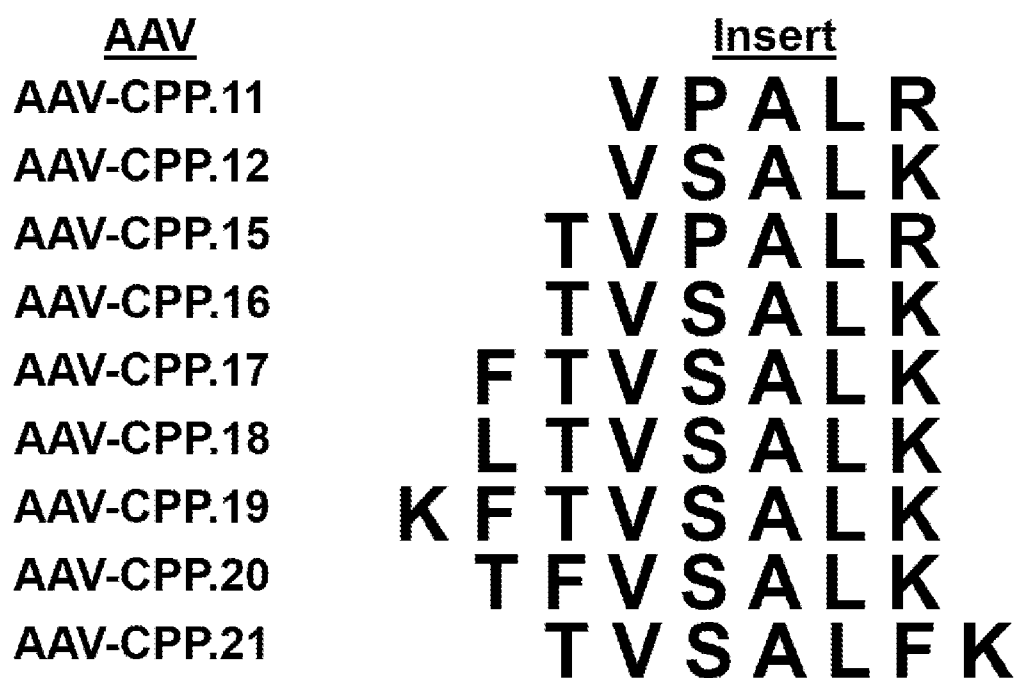 AAV Insert
AAV-CPP.11 V P A L R
AAV-CPP.12 V S A L K
AAV-CPP.15 T V P A L R
AAV-CPP.16 T V S A L K
AAV-CPP.17 F T V S A L K
AAV-CPP.18 L T V S A L K
AAV-CPP.19 K F T V S A L K
AAV-CPP.20 T F V S A L K
AAV-CPP.21 T V S A L F K